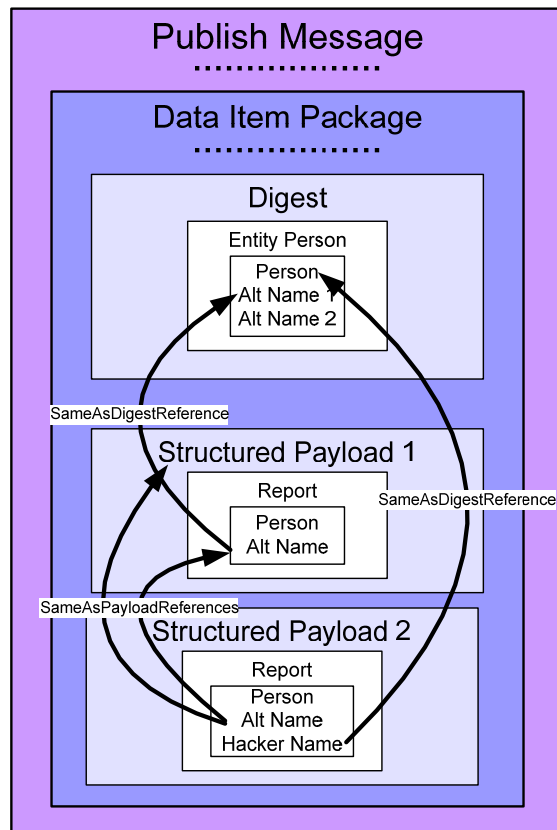 Publish Message
Data Item Package
Digest
Entity Person
Person
Alt Name 1
Alt Name 2
SameAsDigestReference
Structured Payload 1
Report
Person
Alt Name
SameAsDigestReference
SameAsPayloadReferences
Structured Payload 2
Report
Person
Alt Name
Hacker Name